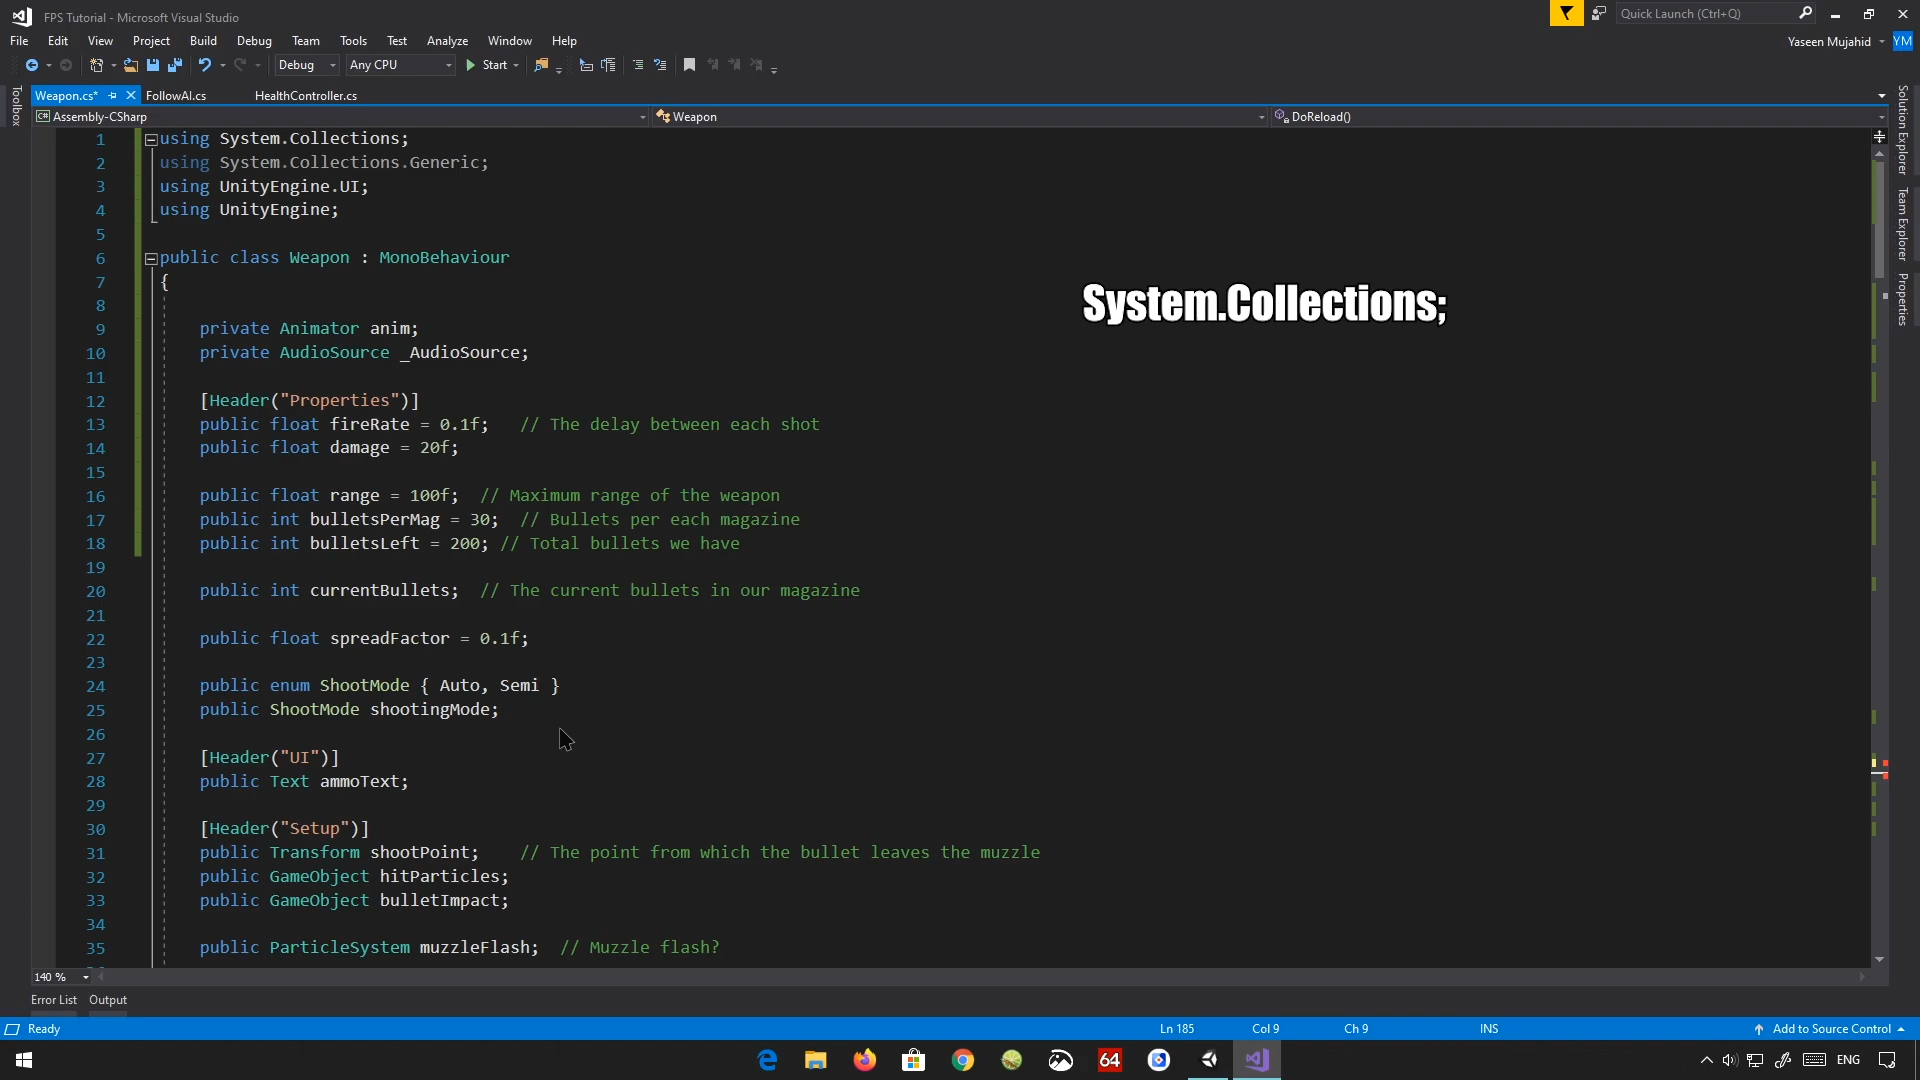 FPS Tutorial - Microsoft Visual Studio
Quick Launch (Ctrl+Q)
File Edit View Project Build Debug Team Tools Test Analyze Window Help
Yaseen Mujahid YM
Debug Any CPU Start
Toolbox
Weapon.cs* FollowAI.cs HealthController.cs
Assembly-CSharp Weapon DoReload()
Solution Explorer
Team Explorer
Properties
1 using System.Collections;
2 using System.Collections.Generic;
3 using UnityEngine.UI;
4 using UnityEngine;
5
6 public class Weapon : MonoBehaviour
7 {
System.Collections;
8
9 private Animator anim;
10 private AudioSource _AudioSource;
11
12 [Header("Properties")]
13 public float fireRate = 0.1f; // The delay between each shot
14 public float damage = 20f;
15
16 public float range = 100f; // Maximum range of the weapon
17 public int bulletsPerMag = 30; // Bullets per each magazine
18 public int bulletsLeft = 200; // Total bullets we have
19
20 public int currentBullets; // The current bullets in our magazine
21
22 public float spreadFactor = 0.1f;
23
24 public enum ShootMode { Auto, Semi }
25 public ShootMode shootingMode;
26
27 [Header("UI")]
28 public Text ammoText;
29
30 [Header("Setup")]
31 public Transform shootPoint; // The point from which the bullet leaves the muzzle
32 public GameObject hitParticles;
33 public GameObject bulletImpact;
34
35 public ParticleSystem muzzleFlash; // Muzzle flash?
140 %
Error List Output
Ready Ln 185 Col 9 Ch 9 INS Add to Source Control
64 ENG